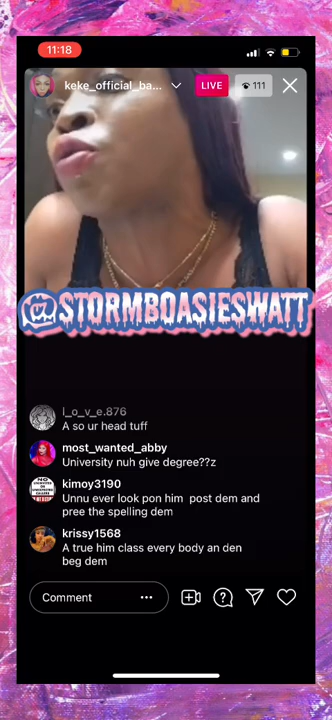 11:18
keke_official_ba...
LIVE
111
@STORMBOASIESWATT
l_o_v_e.876
A so ur head tuff
most_wanted_abby
University nuh give degree??z
kimoy3190
Unnu ever look pon him post dem and
pree the spelling dem
krissy1568
A true him class every body an den
beg dem
Comment